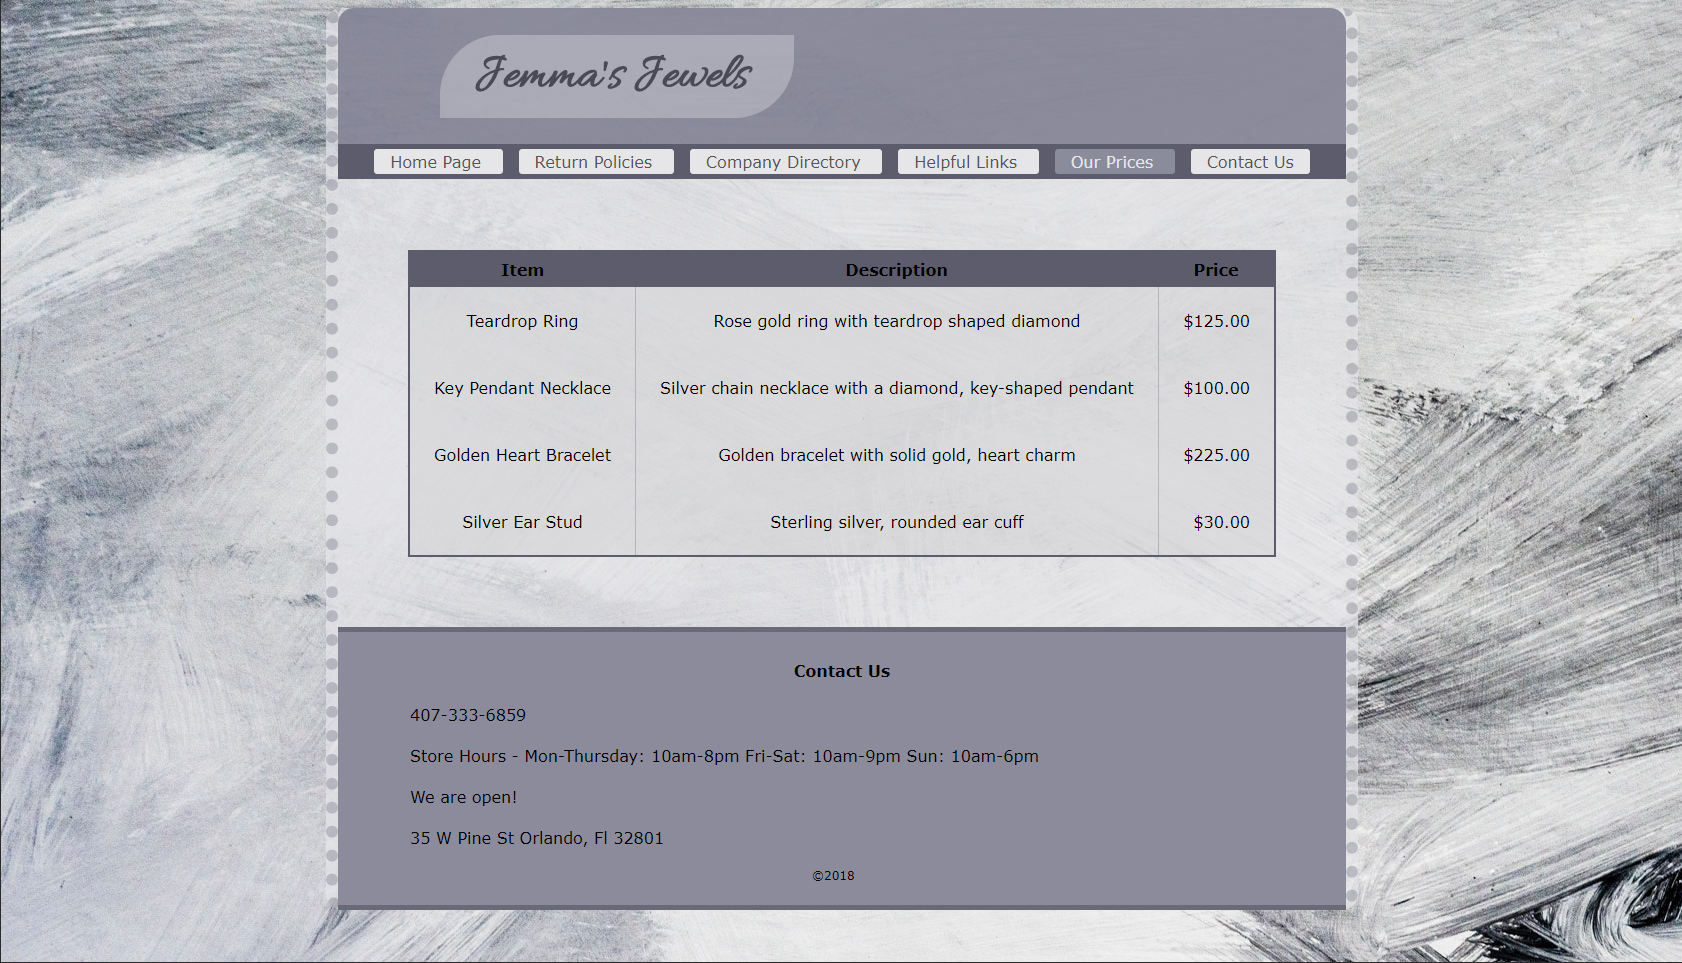 Jemma's Jewels
Home Page Return Policies Company Directory Helpful Links Our Prices Contact Us
Item Description Price
Teardrop Ring Rose gold ring with teardrop shaped diamond $125.00
Key Pendant Necklace Silver chain necklace with a diamond, key-shaped pendant $100.00
Golden Heart Bracelet Golden bracelet with solid gold, heart charm $225.00
Silver Ear Stud Sterling silver, rounded ear cuff $30.00
Contact Us
407-333-6859
Store Hours - Mon-Thursday: 10am-8pm Fri-Sat: 10am-9pm Sun: 10am-6pm
We are open!
35 W Pine St Orlando, Fl 32801
©2018